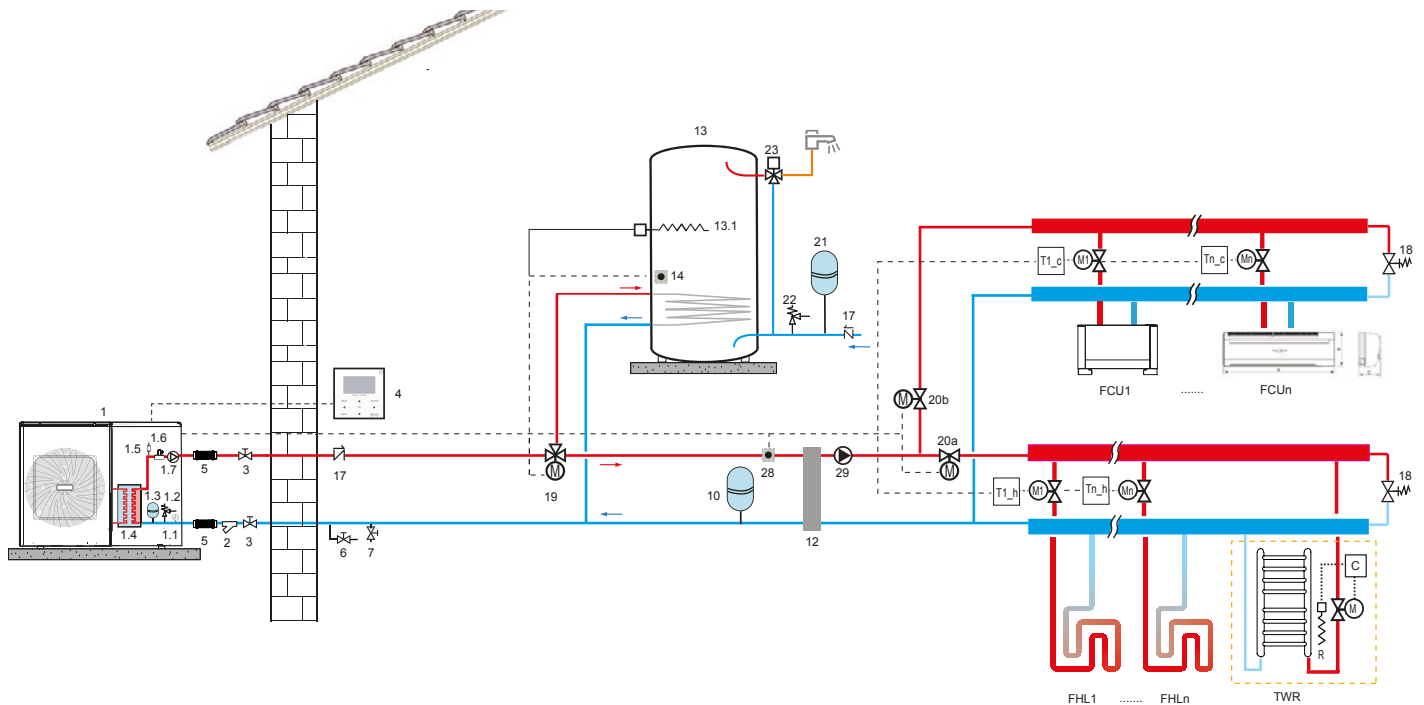 13
23
13.1
14
21
22
17
18
T1_c
M1
Tn_c
Mn
FCU1
.......
FCUn
4
1
1.6
1.5
1.7
5
3
17
1.3
1.2
1.4
1.1
5
2
3
6
7
M
19
28
10
12
29
M
20b
20a
M
T1_h
M1
Tn_h
Mn
18
C
M
R
FHL1
.......
FHLn
TWR